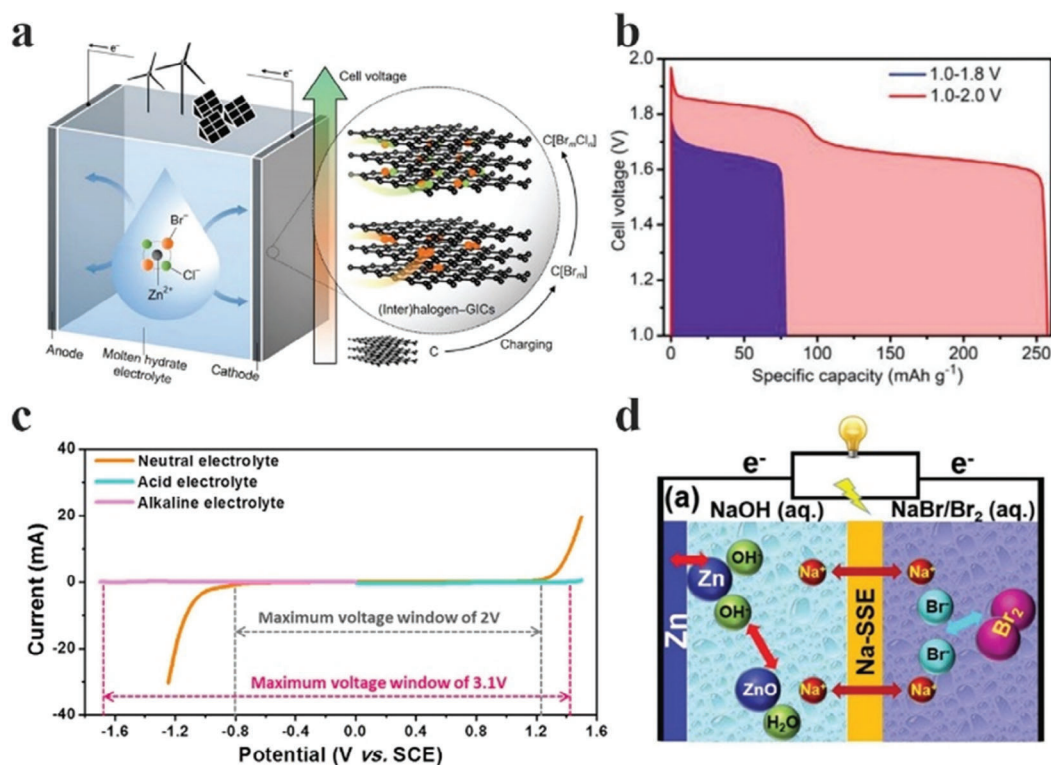 a
e⁻
e⁻
Cell voltage
Br⁻
Cl⁻
Zn²⁺
Anode
Molten hydrate
electrolyte
Cathode
C[BrₘClₙ]
C[Brₘ]
(Inter)halogen–GICs
C
Charging
b
Cell voltage (V)
2.0
1.8
1.6
1.4
1.2
1.0
1.0-1.8 V
1.0-2.0 V
0
50
100
150
200
250
Specific capacity (mAh g⁻¹)
c
Current (mA)
40
20
0
-20
-40
Neutral electrolyte
Acid electrolyte
Alkaline electrolyte
Maximum voltage window of 2V
Maximum voltage window of 3.1V
-1.6
-1.2
-0.8
-0.4
0.0
0.4
0.8
1.2
1.6
Potential (V vs. SCE)
d
e⁻
e⁻
(a)
NaOH (aq.)
NaBr/Br₂ (aq.)
Zn
Zn
OH⁻
OH⁻
ZnO
H₂O
Na⁺
Na⁺
Na-SSE
Na⁺
Na⁺
Br⁻
Br⁻
Br₂